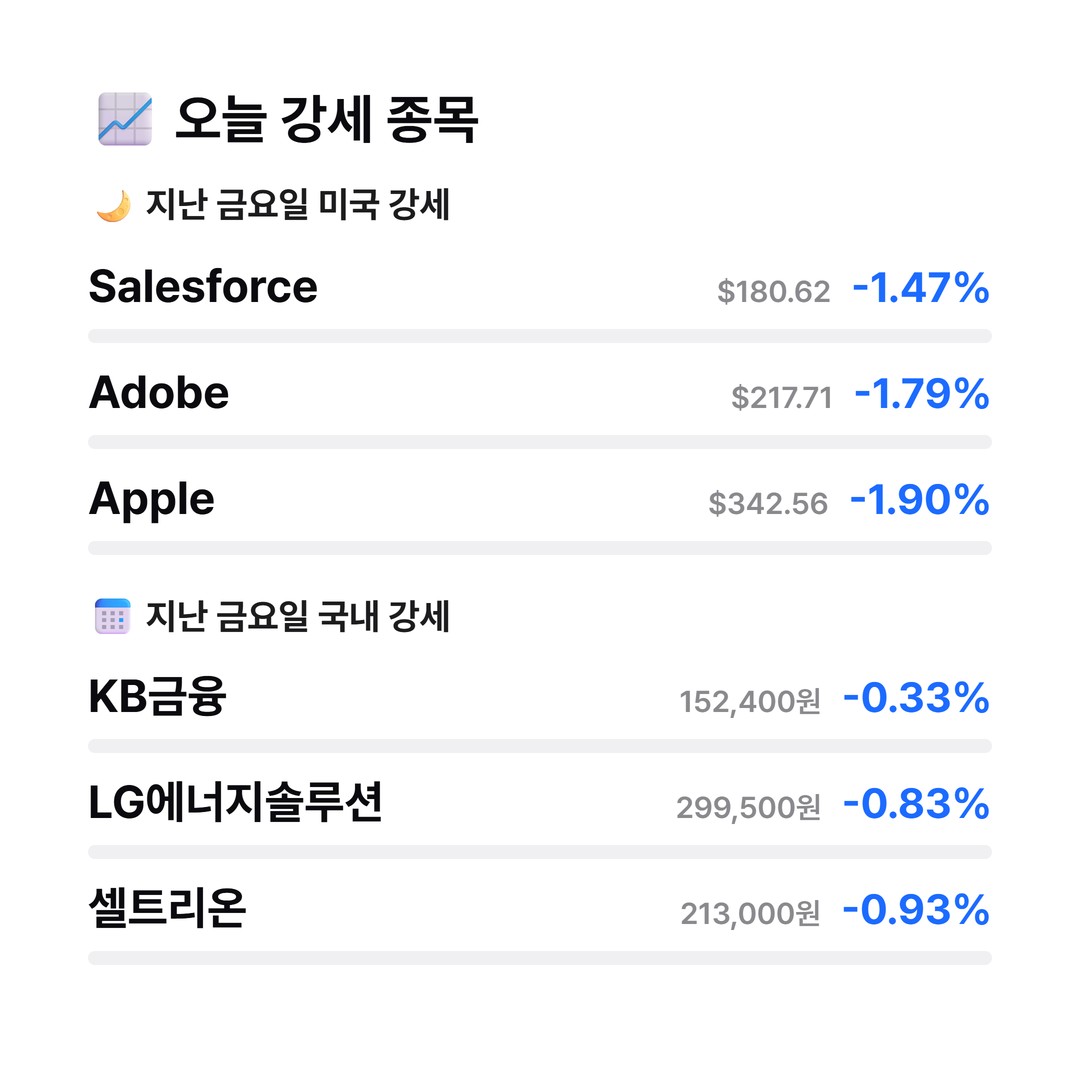 오늘 강세 종목
지난 금요일 미국 강세
Salesforce $180.62 -1.47%
Adobe $217.71 -1.79%
Apple $342.56 -1.90%
지난 금요일 국내 강세
KB금융 152,400원 -0.33%
LG에너지솔루션 299,500원 -0.83%
셀트리온 213,000원 -0.93%